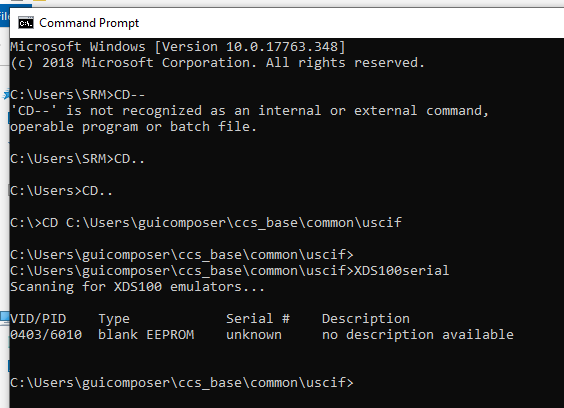 Command Prompt
Microsoft Windows [Version 10.0.17763.348]
(c) 2018 Microsoft Corporation. All rights reserved.
C:\Users\SRM>CD--
'CD--' is not recognized as an internal or external command,
operable program or batch file.
C:\Users\SRM>CD..
C:\Users>CD..
C:\>CD C:\Users\guicomposer\ccs_base\common\uscif
C:\Users\guicomposer\ccs_base\common\uscif>
C:\Users\guicomposer\ccs_base\common\uscif>XDS100serial
Scanning for XDS100 emulators...
VID/PID    Type            Serial #    Description
0403/6010  blank EEPROM    unknown     no description available
C:\Users\guicomposer\ccs_base\common\uscif>